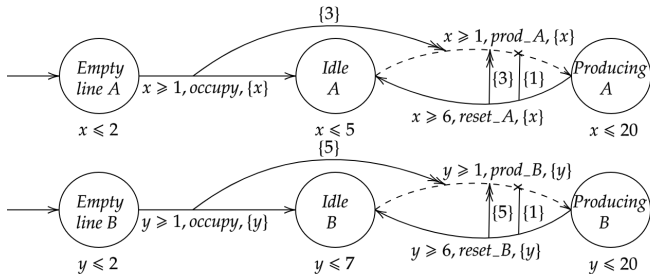 {3}
x ⩾ 1, prod_A, {x}
Empty
line A
Idle
A
Producing
A
{3}
{1}
x ⩾ 1, occupy, {x}
x ⩾ 6, reset_A, {x}
x ⩽ 2
x ⩽ 5
x ⩽ 20
{5}
y ⩾ 1, prod_B, {y}
Empty
line B
Idle
B
Producing
B
{5}
{1}
y ⩾ 1, occupy, {y}
y ⩾ 6, reset_B, {y}
y ⩽ 2
y ⩽ 7
y ⩽ 20